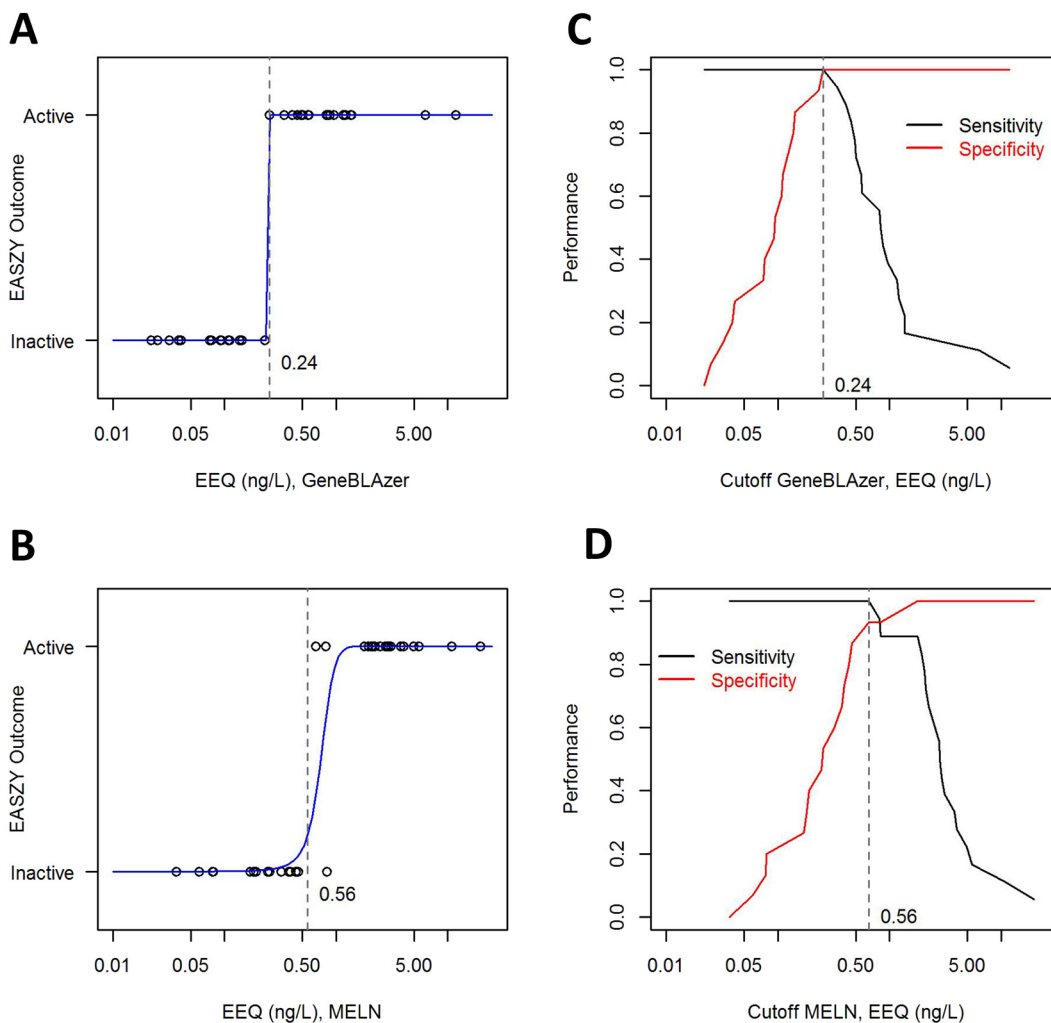 A
EASZY Outcome
Active
Inactive
0.24
0.01 0.05 0.50 5.00
EEQ (ng/L), GeneBLAzer
C
Performance
1.0
0.8
0.6
0.4
0.2
0.0
Sensitivity
Specificity
0.24
0.01 0.05 0.50 5.00
Cutoff GeneBLAzer, EEQ (ng/L)
B
EASZY Outcome
Active
Inactive
0.56
0.01 0.05 0.50 5.00
EEQ (ng/L), MELN
D
Performance
1.0
0.8
0.6
0.4
0.2
0.0
Sensitivity
Specificity
0.56
0.01 0.05 0.50 5.00
Cutoff MELN, EEQ (ng/L)